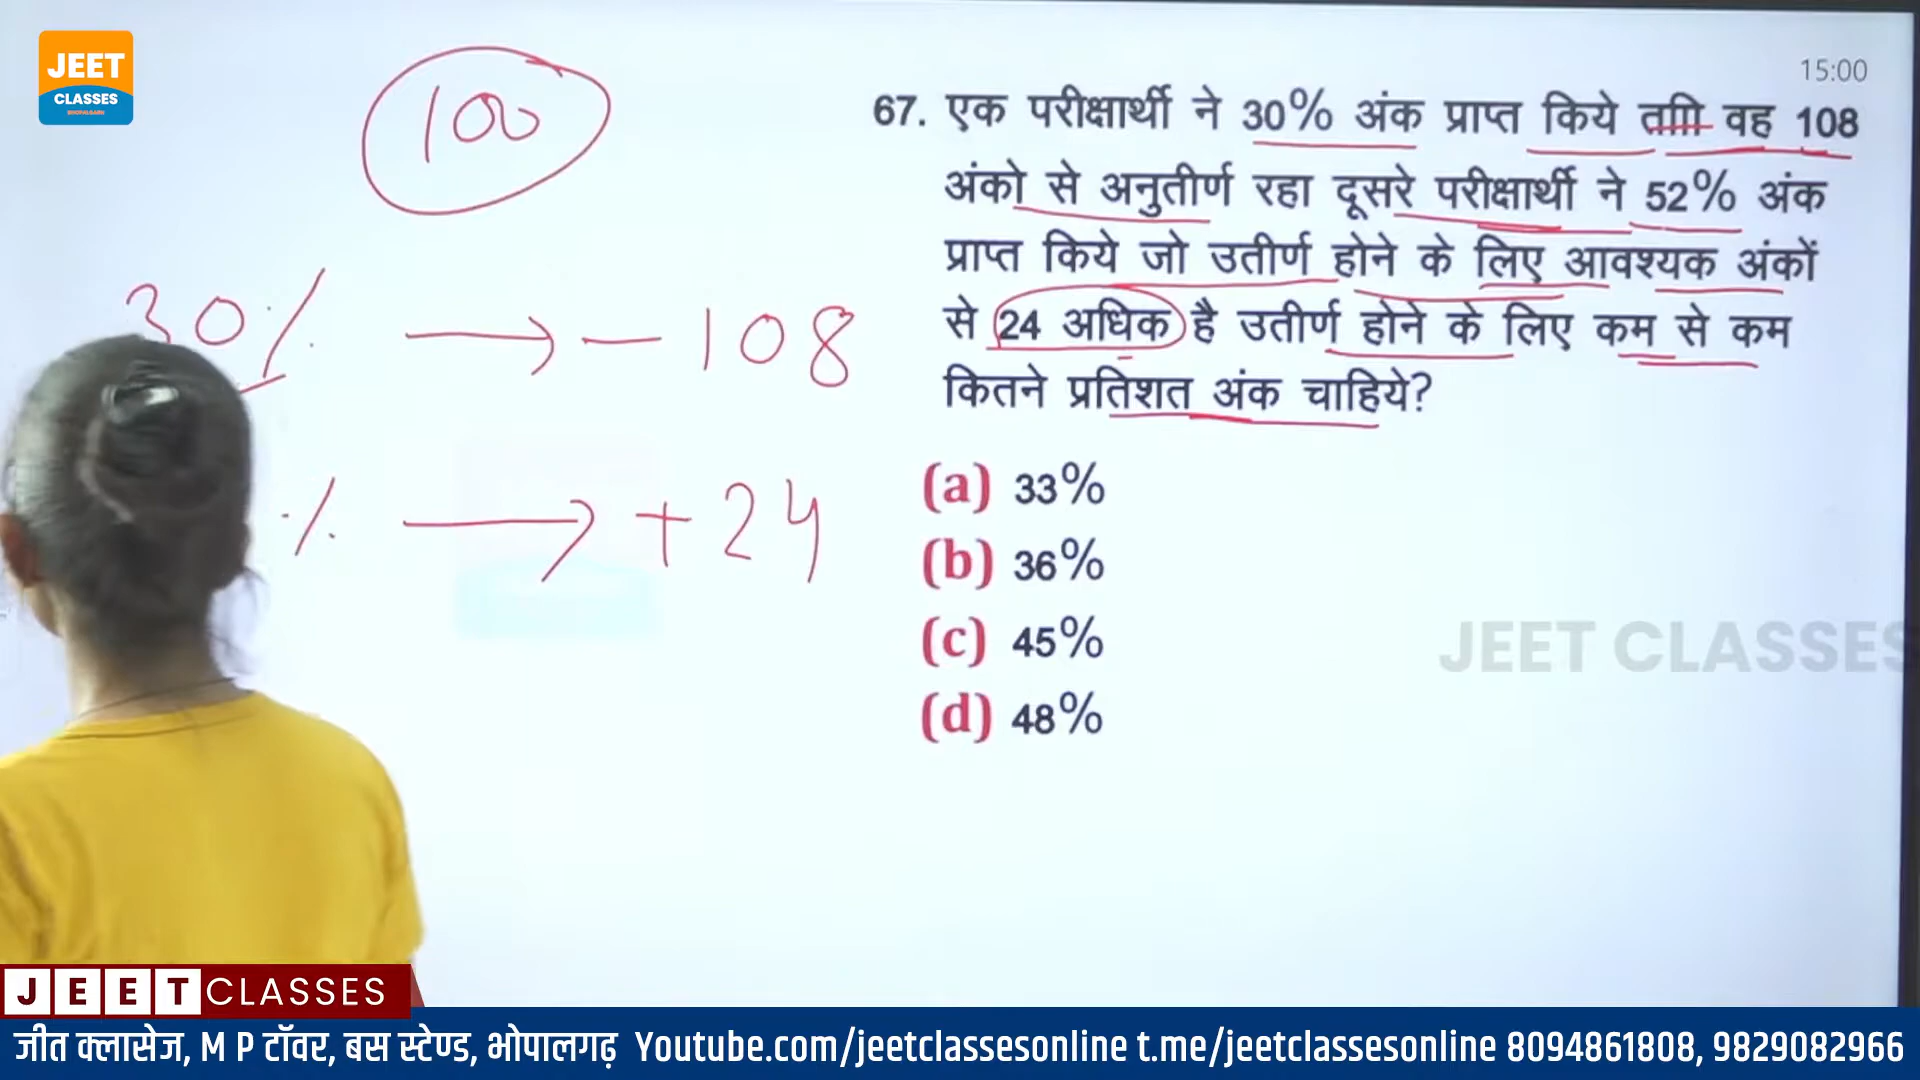 JEET
CLASSES
15:00
100
67. एक परीक्षार्थी ने 30% अंक प्राप्त किये ताि वह 108
अंको से अनुतीर्ण रहा दूसरे परीक्षार्थी ने 52% अंक
प्राप्त किये जो उतीर्ण होने के लिए आवश्यक अंकों
से 24 अधिक है उतीर्ण होने के लिए कम से कम
कितने प्रतिशत अंक चाहिये?
30% → - 108
% → + 24
(a) 33%
(b) 36%
(c) 45%
(d) 48%
JEET CLASSES
JEET CLASSES
जीत क्लासेज, M P टॉवर, बस स्टेण्ड, भोपालगढ़ Youtube.com/jeetclassesonline t.me/jeetclassesonline 8094861808, 9829082966